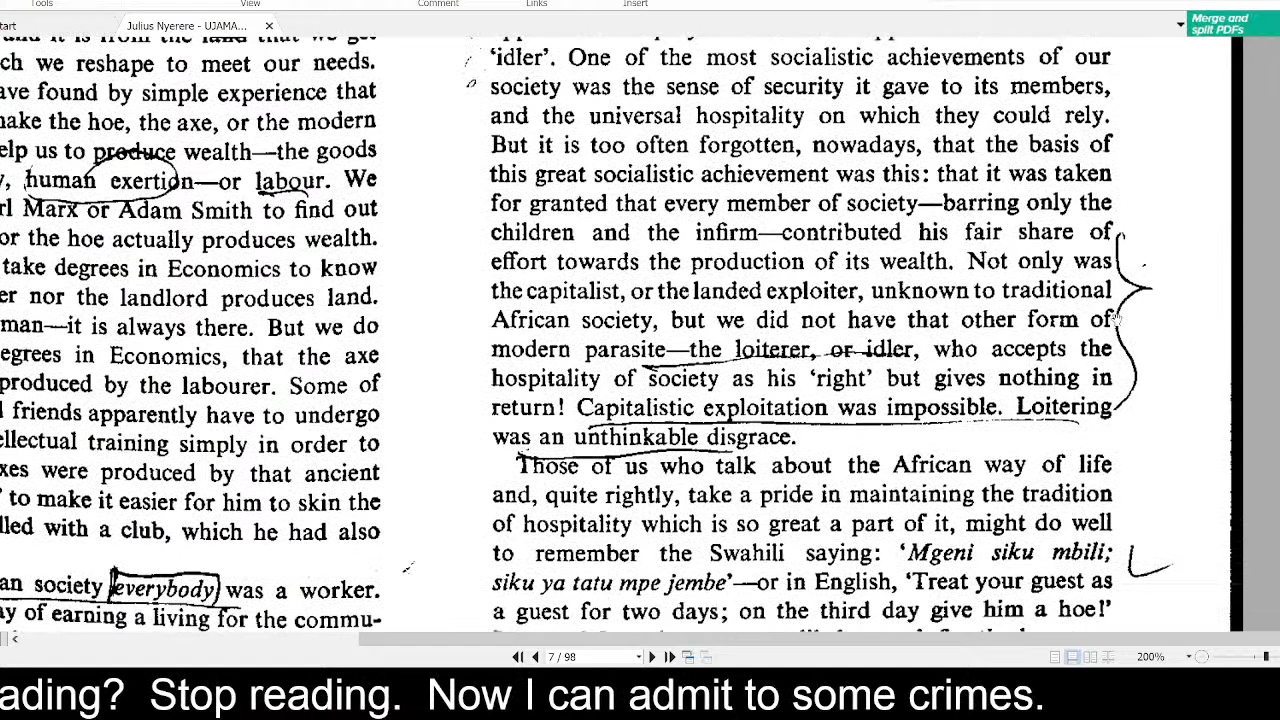 Tools
View
Comment
Links
Insert
tart
Julius Nyerere - UJAMA... ×
Merge and
split PDFs
and it is from the land that we get
ch we reshape to meet our needs.
ave found by simple experience that
make the hoe, the axe, or the modern
elp us to produce wealth—the goods
y, human exertion—or labour. We
rl Marx or Adam Smith to find out
or the hoe actually produces wealth.
take degrees in Economics to know
er nor the landlord produces land.
man—it is always there. But we do
egrees in Economics, that the axe
produced by the labourer. Some of
d friends apparently have to undergo
ellectual training simply in order to
xes were produced by that ancient
' to make it easier for him to skin the
lled with a club, which he had also
an society everybody was a worker.
ay of earning a living for the commu-
'idler'. One of the most socialistic achievements of our
society was the sense of security it gave to its members,
and the universal hospitality on which they could rely.
But it is too often forgotten, nowadays, that the basis of
this great socialistic achievement was this: that it was taken
for granted that every member of society—barring only the
children and the infirm—contributed his fair share of
effort towards the production of its wealth. Not only was
the capitalist, or the landed exploiter, unknown to traditional
African society, but we did not have that other form of
modern parasite—the loiterer, or idler, who accepts the
hospitality of society as his 'right' but gives nothing in
return! Capitalistic exploitation was impossible. Loitering
was an unthinkable disgrace.
Those of us who talk about the African way of life
and, quite rightly, take a pride in maintaining the tradition
of hospitality which is so great a part of it, might do well
to remember the Swahili saying: 'Mgeni siku mbili;
siku ya tatu mpe jembe'—or in English, 'Treat your guest as
a guest for two days; on the third day give him a hoe!'
7 / 98
200%
ading? Stop reading. Now I can admit to some crimes.